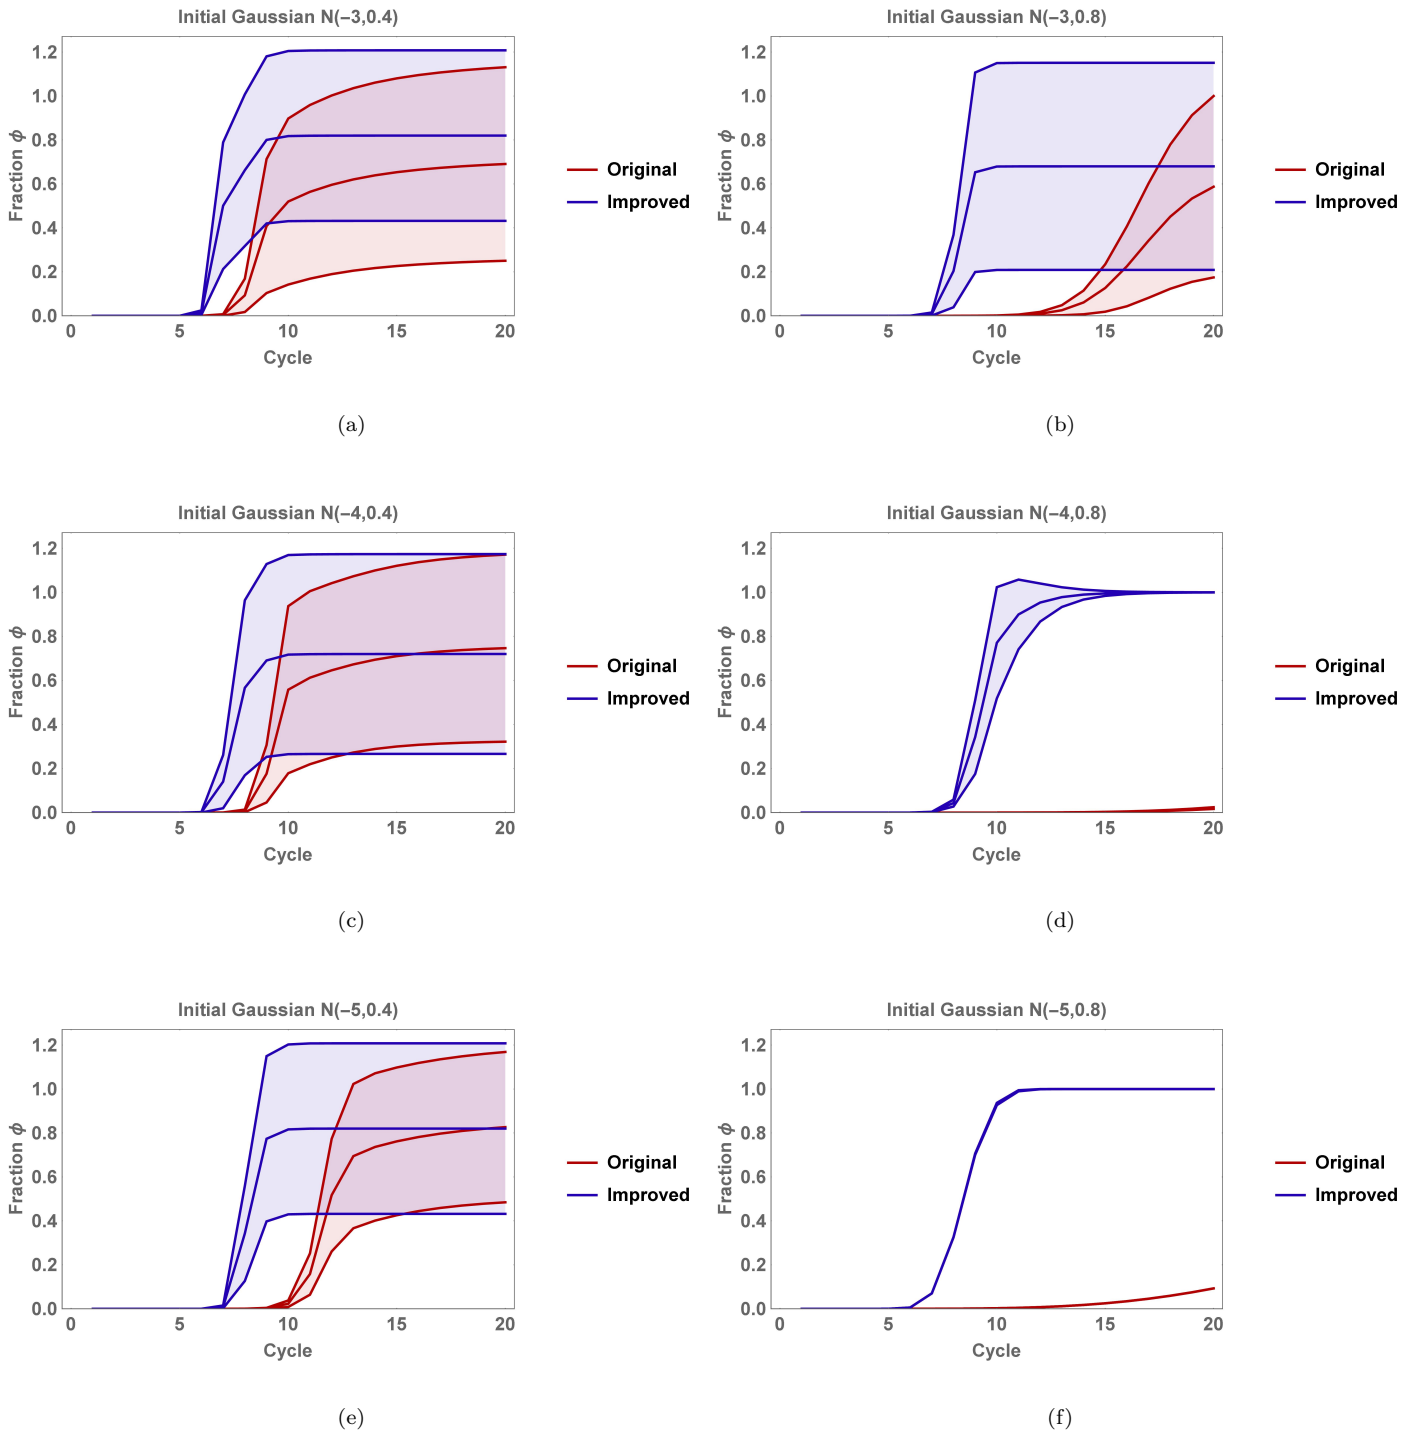 Initial Gaussian N(−3,0.4)
Fraction ϕ
1.2
1.0
0.8
0.6
0.4
0.2
0.0
0 5 10 15 20
Cycle
Original
Improved
(a)
Initial Gaussian N(−3,0.8)
Fraction ϕ
1.2
1.0
0.8
0.6
0.4
0.2
0.0
0 5 10 15 20
Cycle
Original
Improved
(b)
Initial Gaussian N(−4,0.4)
Fraction ϕ
1.2
1.0
0.8
0.6
0.4
0.2
0.0
0 5 10 15 20
Cycle
Original
Improved
(c)
Initial Gaussian N(−4,0.8)
Fraction ϕ
1.2
1.0
0.8
0.6
0.4
0.2
0.0
0 5 10 15 20
Cycle
Original
Improved
(d)
Initial Gaussian N(−5,0.4)
Fraction ϕ
1.2
1.0
0.8
0.6
0.4
0.2
0.0
0 5 10 15 20
Cycle
Original
Improved
(e)
Initial Gaussian N(−5,0.8)
Fraction ϕ
1.2
1.0
0.8
0.6
0.4
0.2
0.0
0 5 10 15 20
Cycle
Original
Improved
(f)